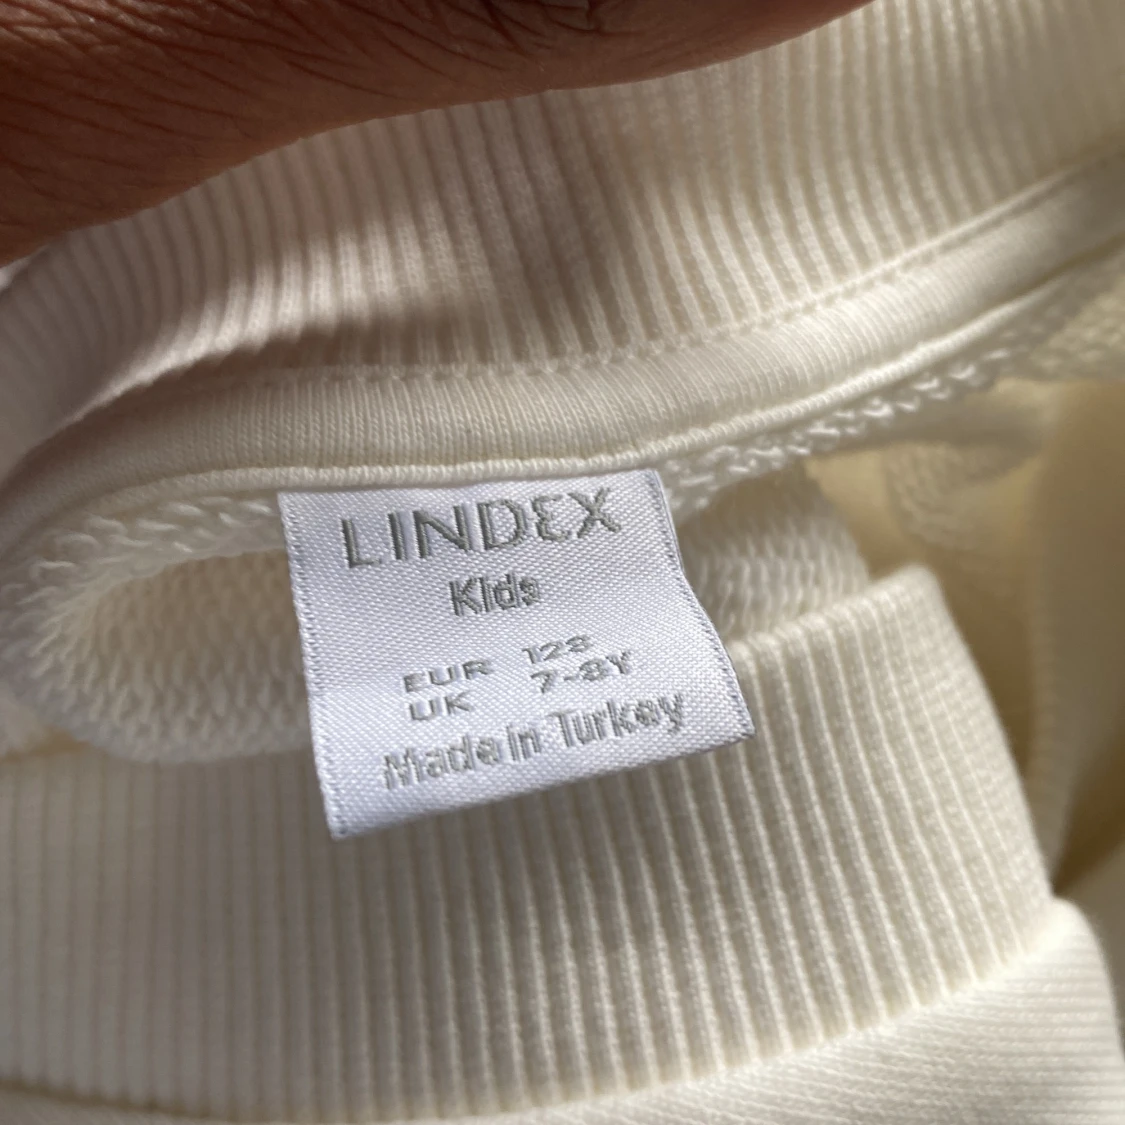 LINDEX
Kids
EUR 128
UK 7-8Y
Made in Turkey